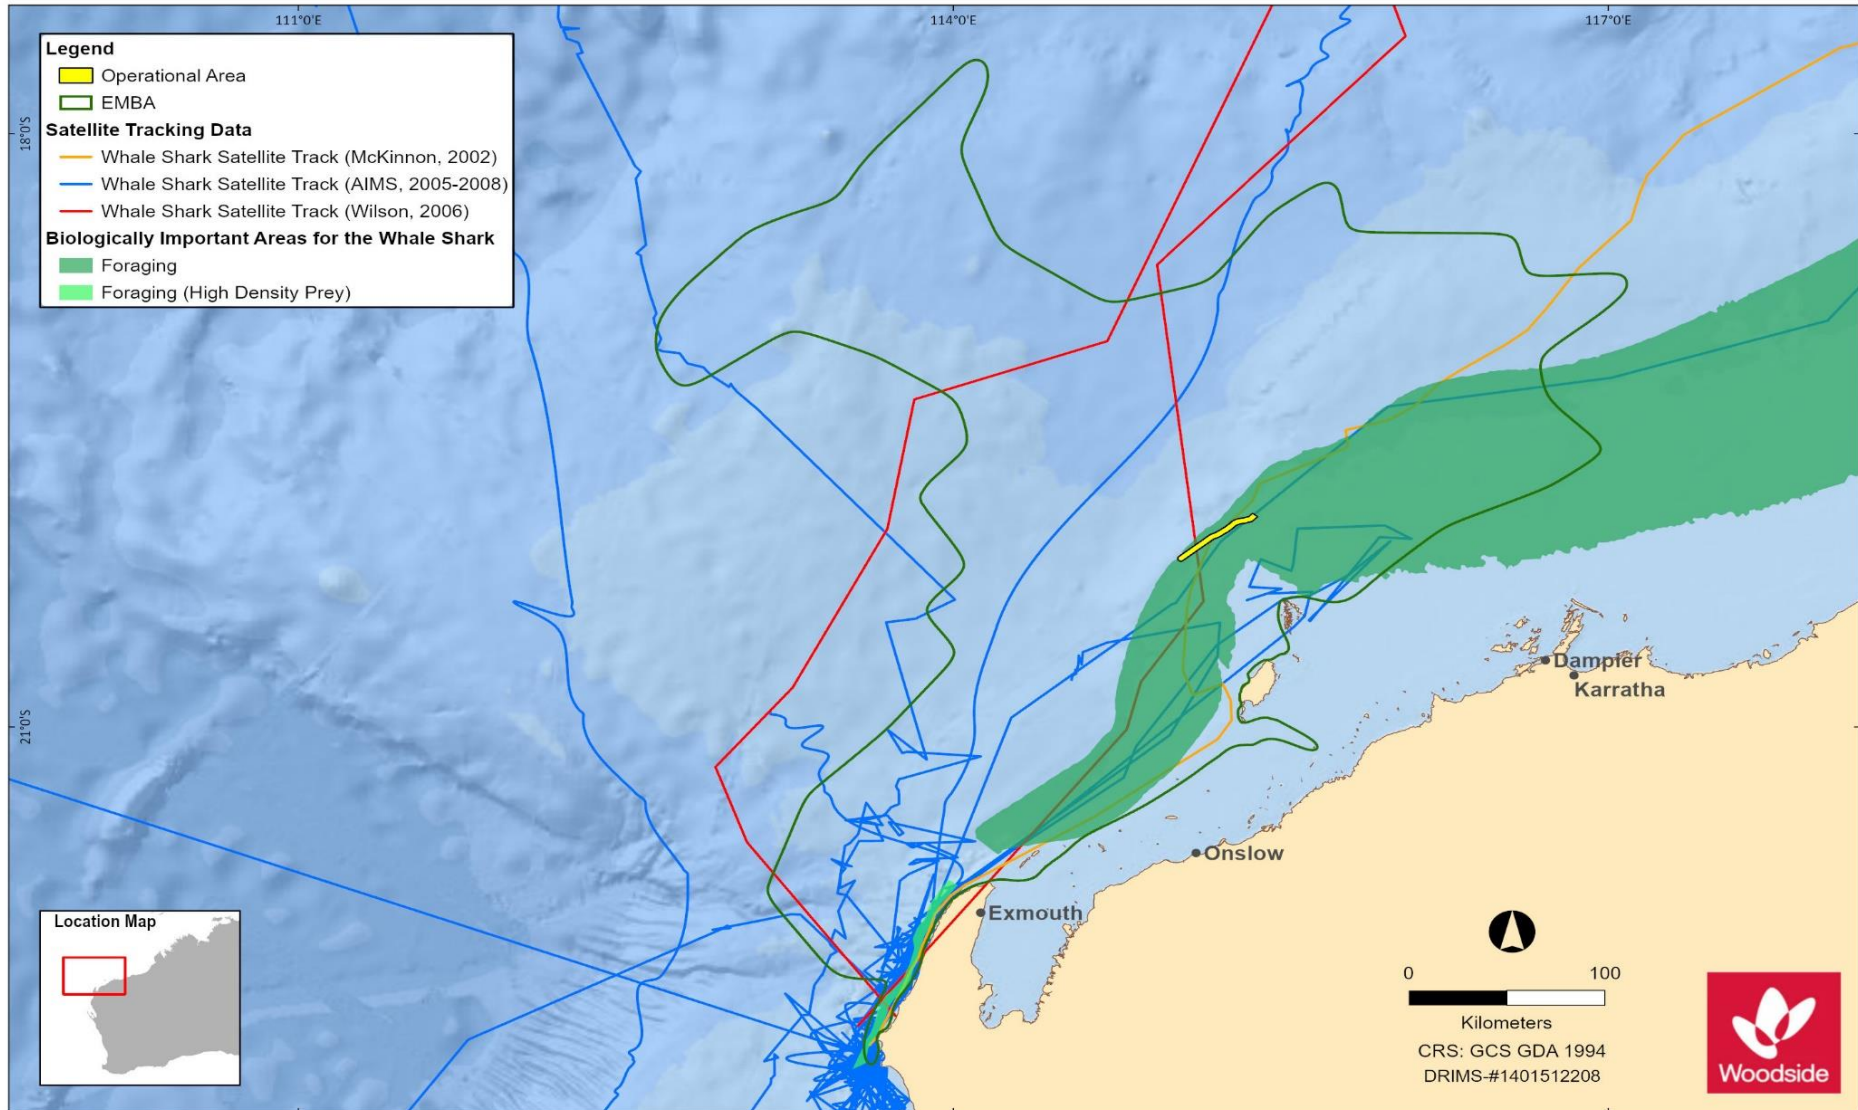 111°0'E
114°0'E
117°0'E
18°0'S
21°0'S
Legend
Operational Area
EMBA
Satellite Tracking Data
Whale Shark Satellite Track (McKinnon, 2002)
Whale Shark Satellite Track (AIMS, 2005-2008)
Whale Shark Satellite Track (Wilson, 2006)
Biologically Important Areas for the Whale Shark
Foraging
Foraging (High Density Prey)
Dampier
Karratha
Onslow
Exmouth
Location Map
0 100
Kilometers
CRS: GCS GDA 1994
DRIMS-#1401512208
Woodside